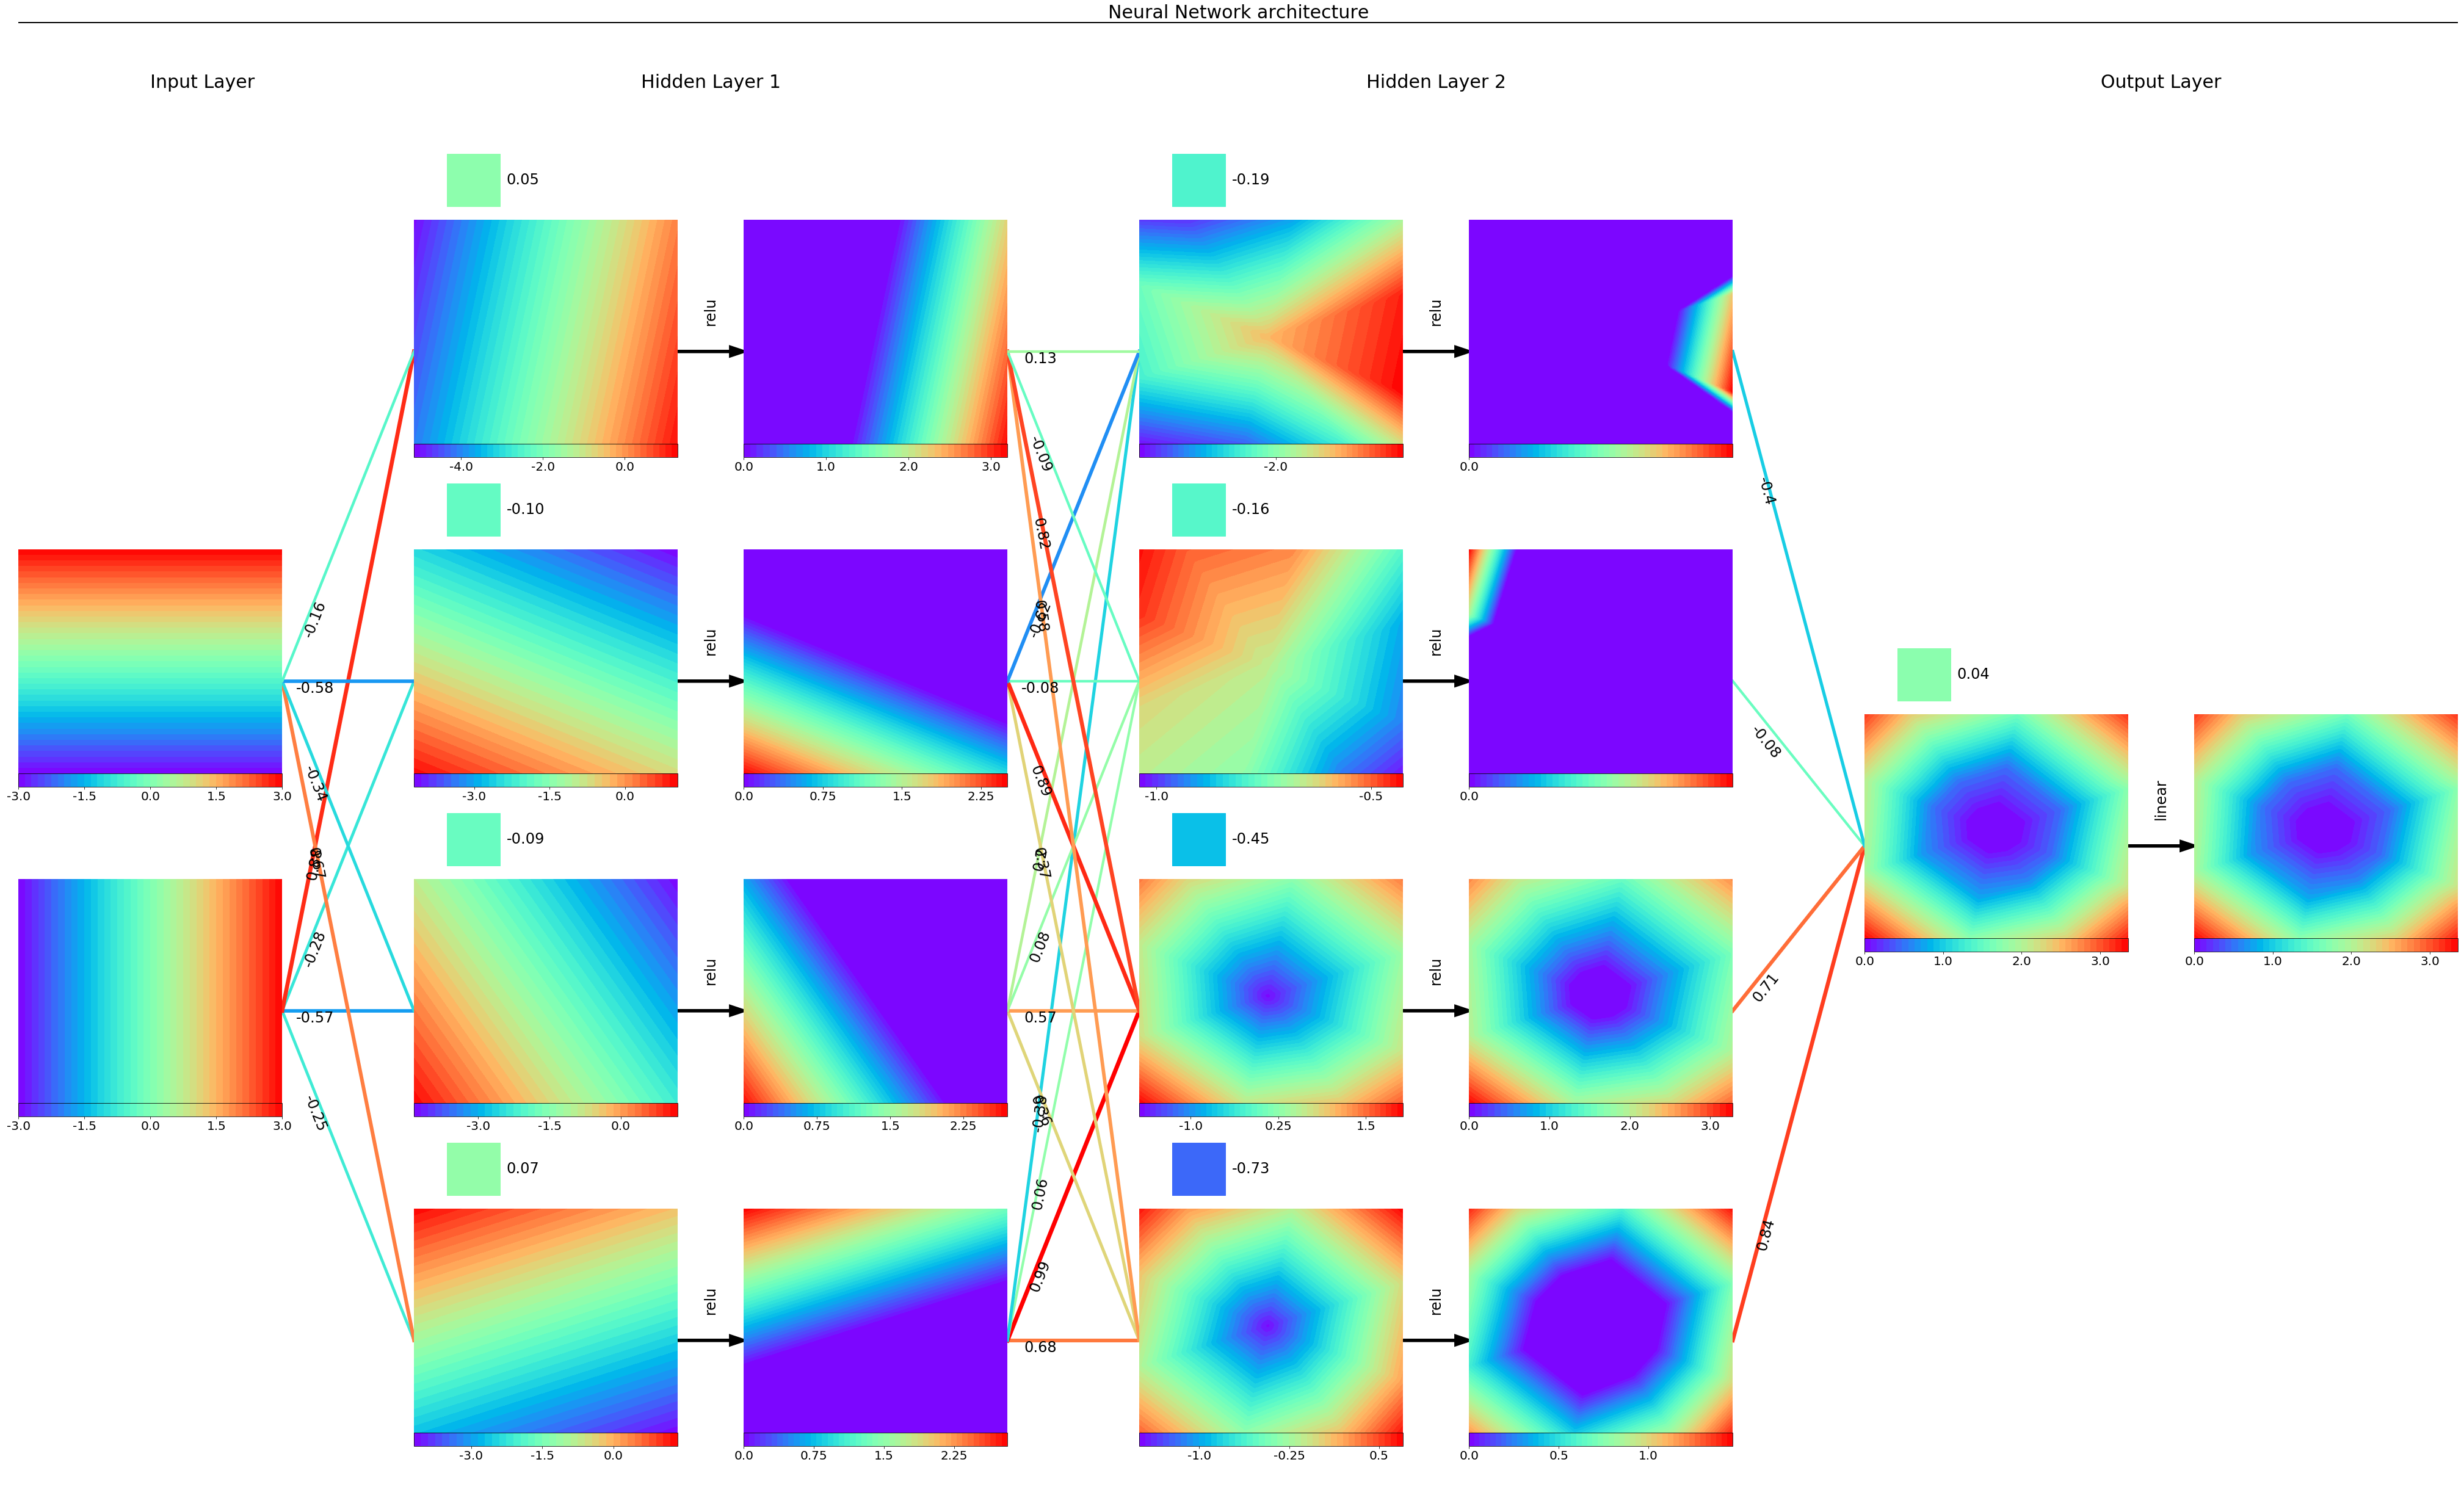 Neural Network architecture
Input Layer
Hidden Layer 1
Hidden Layer 2
Output Layer
0.05
-0.19
relu
relu
0.13
-4.0 -2.0 0.0
0.0 1.0 2.0 3.0
-2.0
0.0
-0.09
-0.4
-0.10
-0.16
0.82
-0.16
relu
relu
-0.58
-0.08
0.04
-0.08
-3.0 -1.5 0.0 1.5 3.0
-3.0 -1.5 0.0
0.0 0.75 1.5 2.25
-1.0 -0.5
0.0
-0.34
0.89
linear
-0.09
-0.45
0.67
0.37
-0.28
0.08
relu
relu
0.0 1.0 2.0 3.0
0.0 1.0 2.0 3.0
0.71
-0.57
0.57
-3.0 -1.5 0.0 1.5 3.0
-3.0 -1.5 0.0
0.0 0.75 1.5 2.25
-1.0 0.25 1.5
0.0 1.0 2.0 3.0
-0.25
0.36
0.07
-0.73
0.06
0.84
0.99
relu
relu
0.68
-3.0 -1.5 0.0
0.0 0.75 1.5 2.25
-1.0 -0.25 0.5
0.0 0.5 1.0